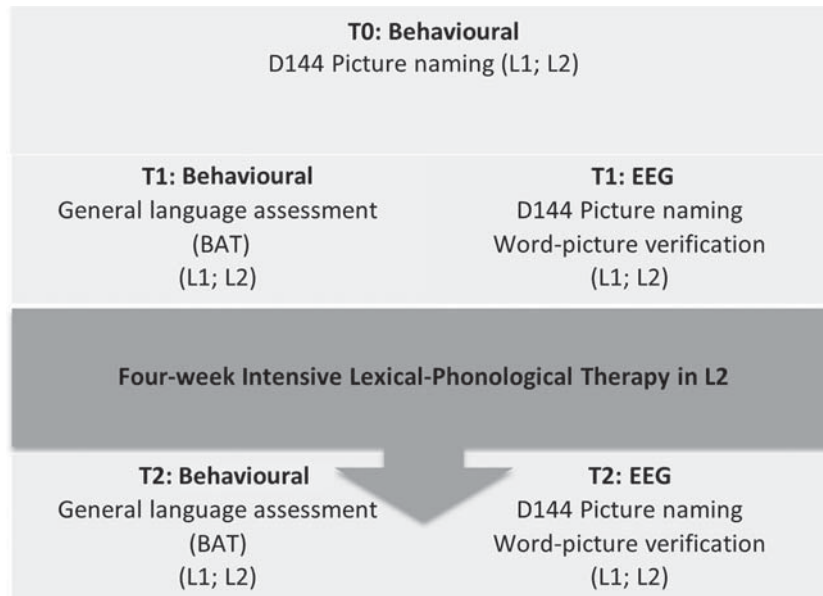 T0: Behavioural
D144 Picture naming (L1; L2)
T1: Behavioural
General language assessment
(BAT)
(L1; L2)
T1: EEG
D144 Picture naming
Word-picture verification
(L1; L2)
Four-week Intensive Lexical-Phonological Therapy in L2
T2: Behavioural
General language assessment
(BAT)
(L1; L2)
T2: EEG
D144 Picture naming
Word-picture verification
(L1; L2)